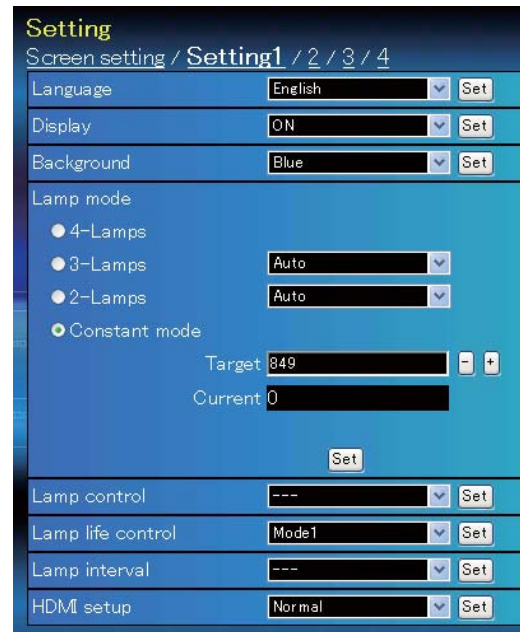 Setting
Screen setting / Setting1 / 2 / 3 / 4
Language English Set
Display ON Set
Background Blue Set
Lamp mode
4-Lamps
3-Lamps Auto
2-Lamps Auto
Constant mode
Target 849 - +
Current 0
Set
Lamp control --- Set
Lamp life control Mode1 Set
Lamp interval --- Set
HDMI setup Normal Set